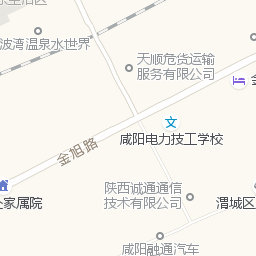 波湾温泉水世界
天顺危货运输
服务有限公司
咸阳电力技工学校
金旭路
家属院
陕西诚通通信
技术有限公司
渭城区
咸阳融通汽车